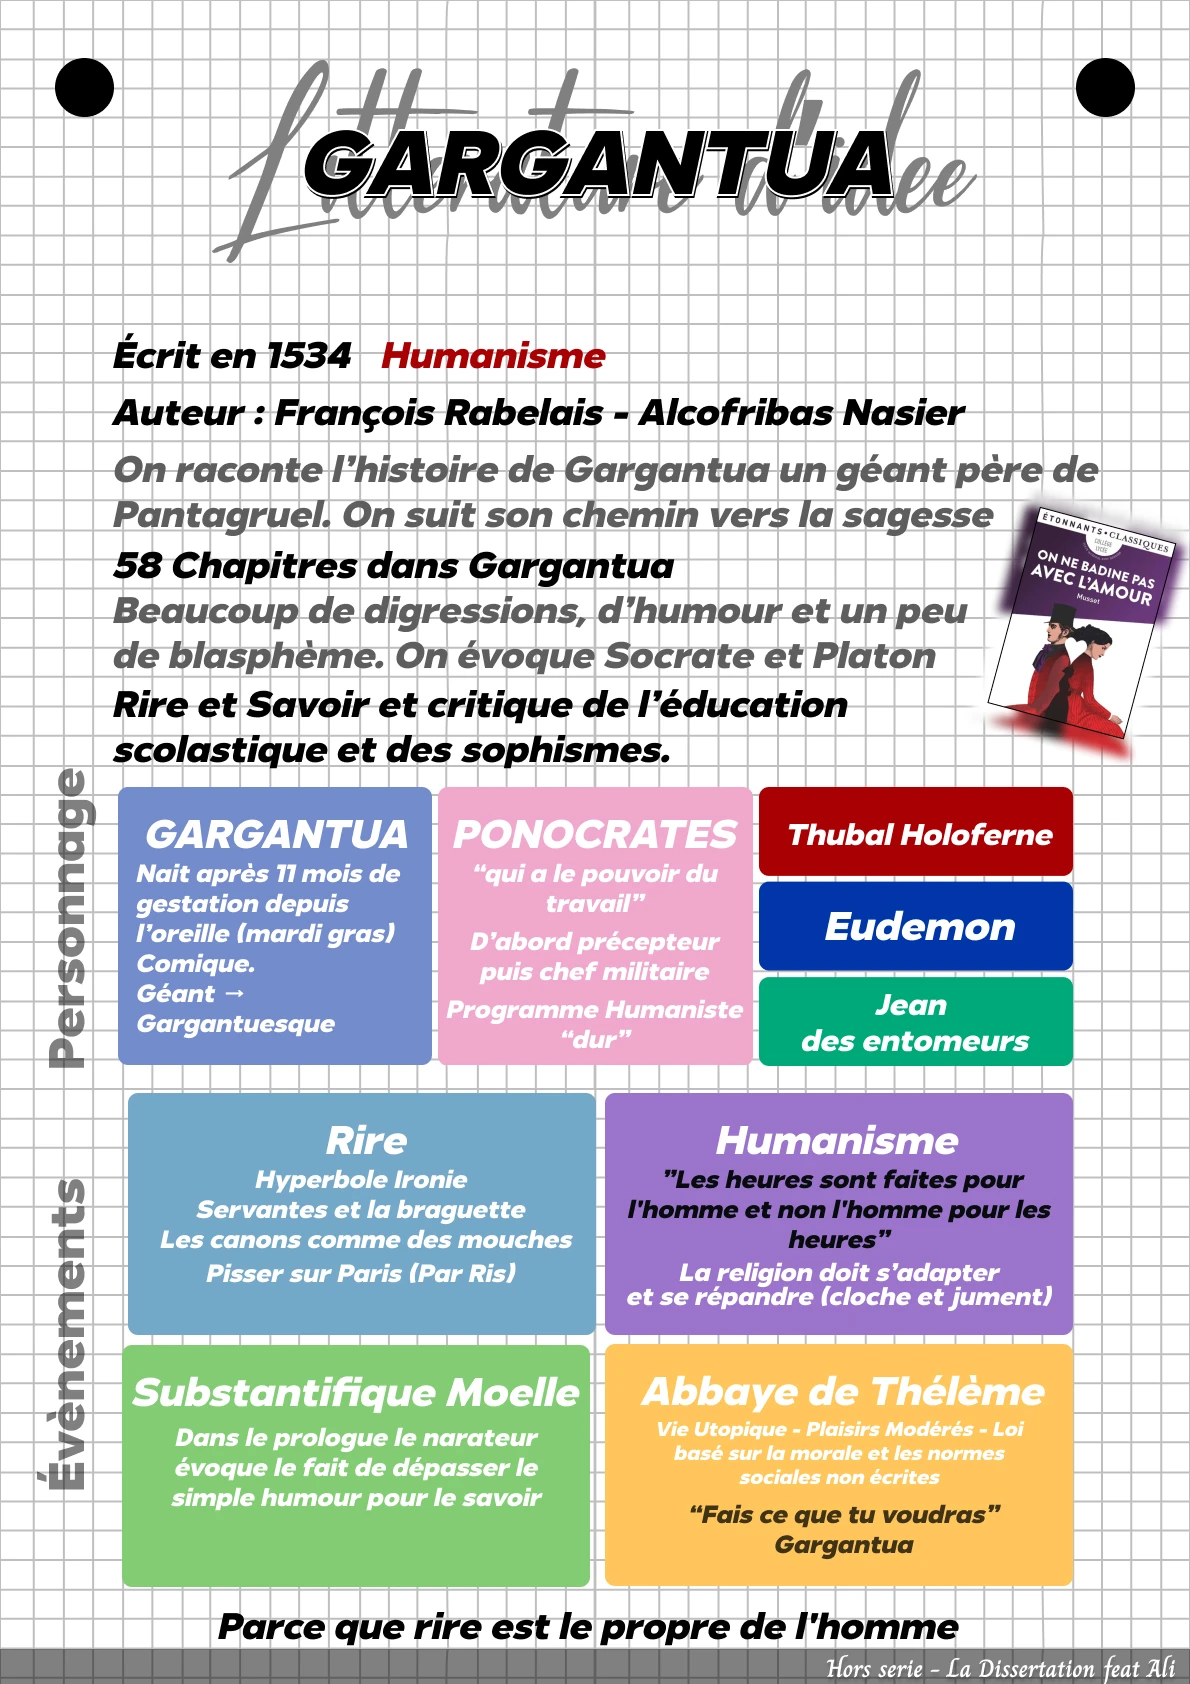 Litterature d'idee
GARGANTUA
Écrit en 1534 Humanisme
Auteur : François Rabelais - Alcofribas Nasier
On raconte l’histoire de Gargantua un géant père de
Pantagruel. On suit son chemin vers la sagesse
58 Chapitres dans Gargantua
Beaucoup de digressions, d’humour et un peu
de blasphème. On évoque Socrate et Platon
Rire et Savoir et critique de l’éducation
scolastique et des sophismes.
ÉTONNANTS•CLASSIQUES
COLLÈGE
LYCÉE
ON NE BADINE PAS
AVEC L'AMOUR
Musset
Personnage
GARGANTUA
Nait après 11 mois de
gestation depuis
l’oreille (mardi gras)
Comique.
Géant →
Gargantuesque
PONOCRATES
“qui a le pouvoir du
travail”
D’abord précepteur
puis chef militaire
Programme Humaniste
“dur”
Thubal Holoferne
Eudemon
Jean
des entomeurs
Évènements
Rire
Hyperbole Ironie
Servantes et la braguette
Les canons comme des mouches
Pisser sur Paris (Par Ris)
Humanisme
”Les heures sont faites pour
l'homme et non l'homme pour les
heures”
La religion doit s’adapter
et se répandre (cloche et jument)
Substantifique Moelle
Dans le prologue le narateur
évoque le fait de dépasser le
simple humour pour le savoir
Abbaye de Thélème
Vie Utopique - Plaisirs Modérés - Loi
basé sur la morale et les normes
sociales non écrites
“Fais ce que tu voudras”
Gargantua
Parce que rire est le propre de l'homme
Hors serie - La Dissertation feat Ali